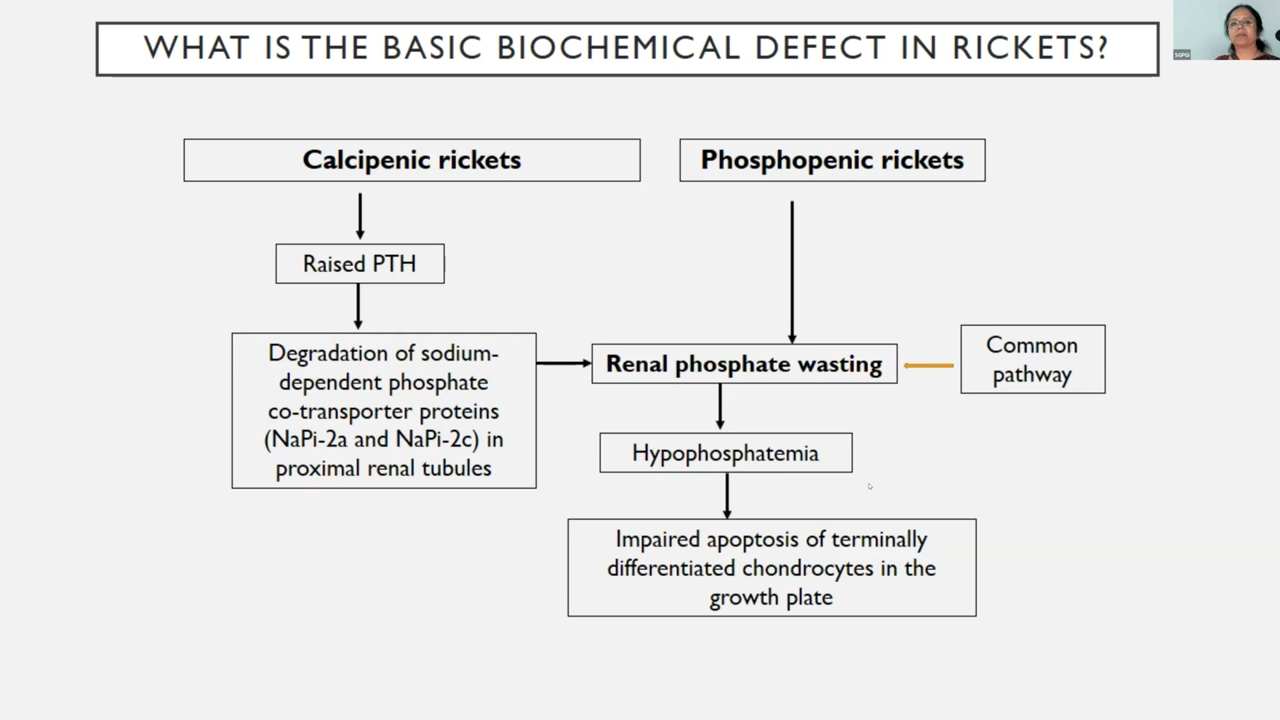 WHAT IS THE BASIC BIOCHEMICAL DEFECT IN RICKETS?
SGPGI
Calcipenic rickets
Phosphopenic rickets
Raised PTH
Degradation of sodium-
dependent phosphate
co-transporter proteins
(NaPi-2a and NaPi-2c) in
proximal renal tubules
Renal phosphate wasting
Common
pathway
Hypophosphatemia
Impaired apoptosis of terminally
differentiated chondrocytes in the
growth plate